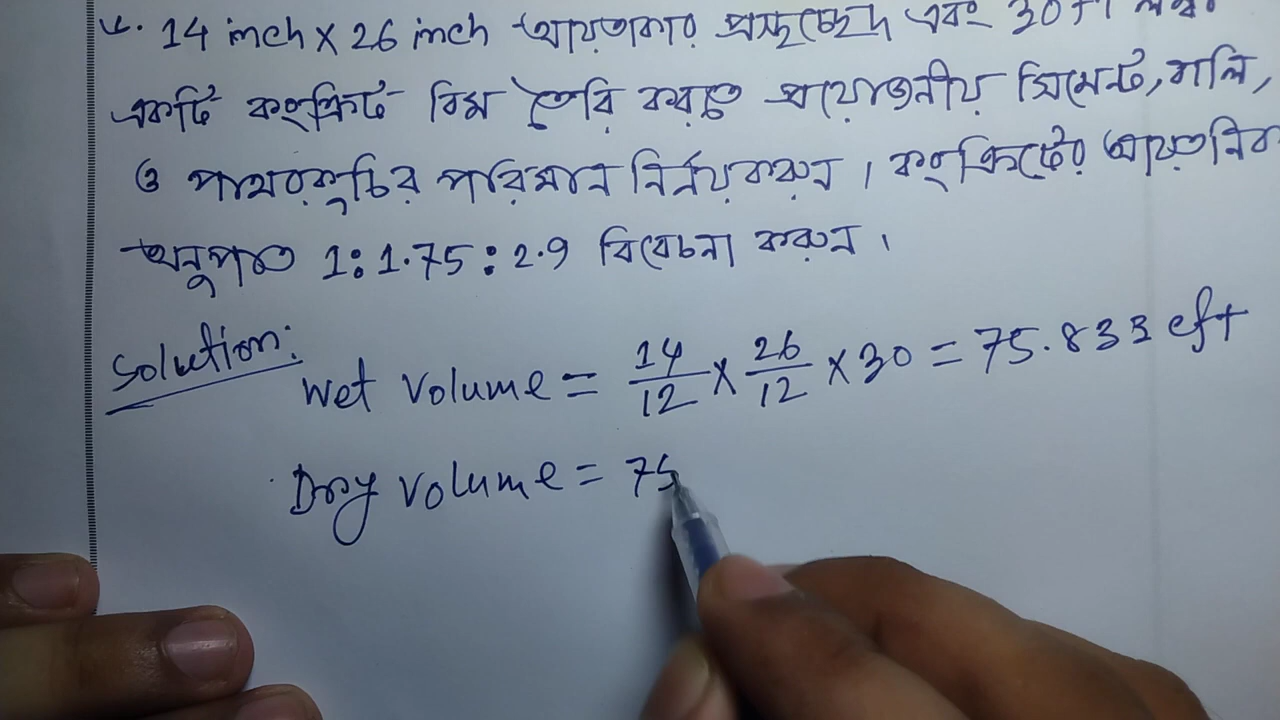 ৮. 14 inch x 26 inch আয়তাকার প্রস্থচ্ছেদ এবং 30 ft লম্বা
একটি কংক্রিট বিম তৈরি করতে প্রয়োজনীয় সিমেন্ট, বালি,
ও পাথরকুচির পরিমান নির্নয় করুন। কংক্রিটের আয়তনিক
অনুপাত 1:1.75:2.9 বিবেচনা করুন।
Solution: Wet Volume = 14/12 x 26/12 x 30 = 75.833 cft
Dry Volume = 75